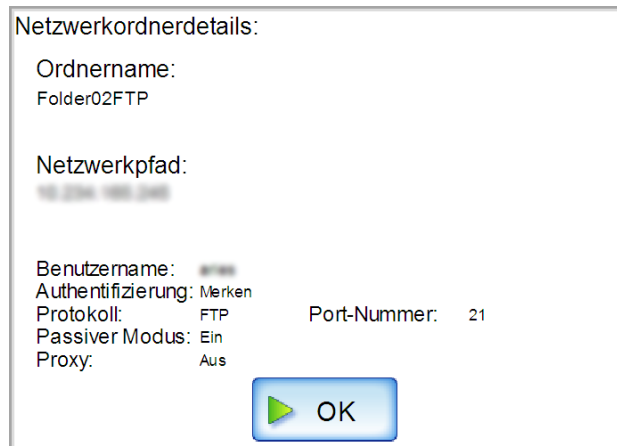 Netzwerkordnerdetails:
Ordnername:
Folder02FTP
Netzwerkpfad:
Benutzername:
Authentifizierung: Merken
Protokoll: FTP Port-Nummer: 21
Passiver Modus: Ein
Proxy: Aus
OK